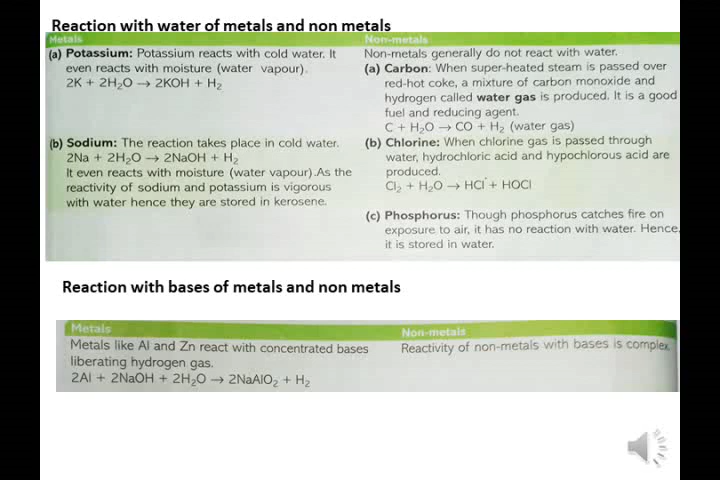 Reaction with water of metals and non metals
Metals
(a) Potassium: Potassium reacts with cold water. It
even reacts with moisture (water vapour).
2K + 2H₂O → 2KOH + H₂
(b) Sodium: The reaction takes place in cold water.
2Na + 2H₂O → 2NaOH + H₂
It even reacts with moisture (water vapour).As the
reactivity of sodium and potassium is vigorous
with water hence they are stored in kerosene.
Non-metals
Non-metals generally do not react with water.
(a) Carbon: When super-heated steam is passed over
red-hot coke, a mixture of carbon monoxide and
hydrogen called water gas is produced. It is a good
fuel and reducing agent.
C + H₂O → CO + H₂ (water gas)
(b) Chlorine: When chlorine gas is passed through
water, hydrochloric acid and hypochlorous acid are
produced.
Cl₂ + H₂O → HCl + HOCl
(c) Phosphorus: Though phosphorus catches fire on
exposure to air, it has no reaction with water. Hence,
it is stored in water.
Reaction with bases of metals and non metals
Metals
Metals like Al and Zn react with concentrated bases
liberating hydrogen gas.
2Al + 2NaOH + 2H₂O → 2NaAlO₂ + H₂
Non-metals
Reactivity of non-metals with bases is complex.